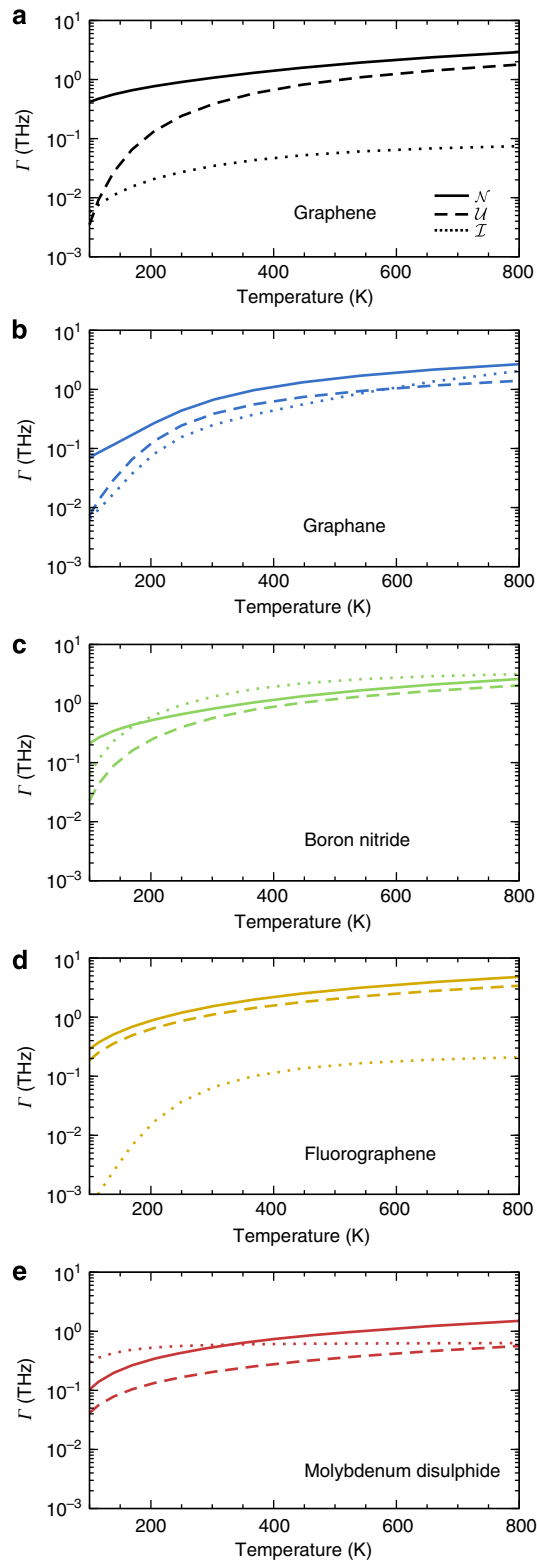 a
10¹
10⁰
10⁻¹
10⁻²
10⁻³
Γ (THz)
Graphene
𝒩
𝒰
ℐ
200 400 600 800
Temperature (K)
b
10¹
10⁰
10⁻¹
10⁻²
10⁻³
Γ (THz)
Graphane
200 400 600 800
Temperature (K)
c
10¹
10⁰
10⁻¹
10⁻²
10⁻³
Γ (THz)
Boron nitride
200 400 600 800
Temperature (K)
d
10¹
10⁰
10⁻¹
10⁻²
10⁻³
Γ (THz)
Fluorographene
200 400 600 800
Temperature (K)
e
10¹
10⁰
10⁻¹
10⁻²
10⁻³
Γ (THz)
Molybdenum disulphide
200 400 600 800
Temperature (K)